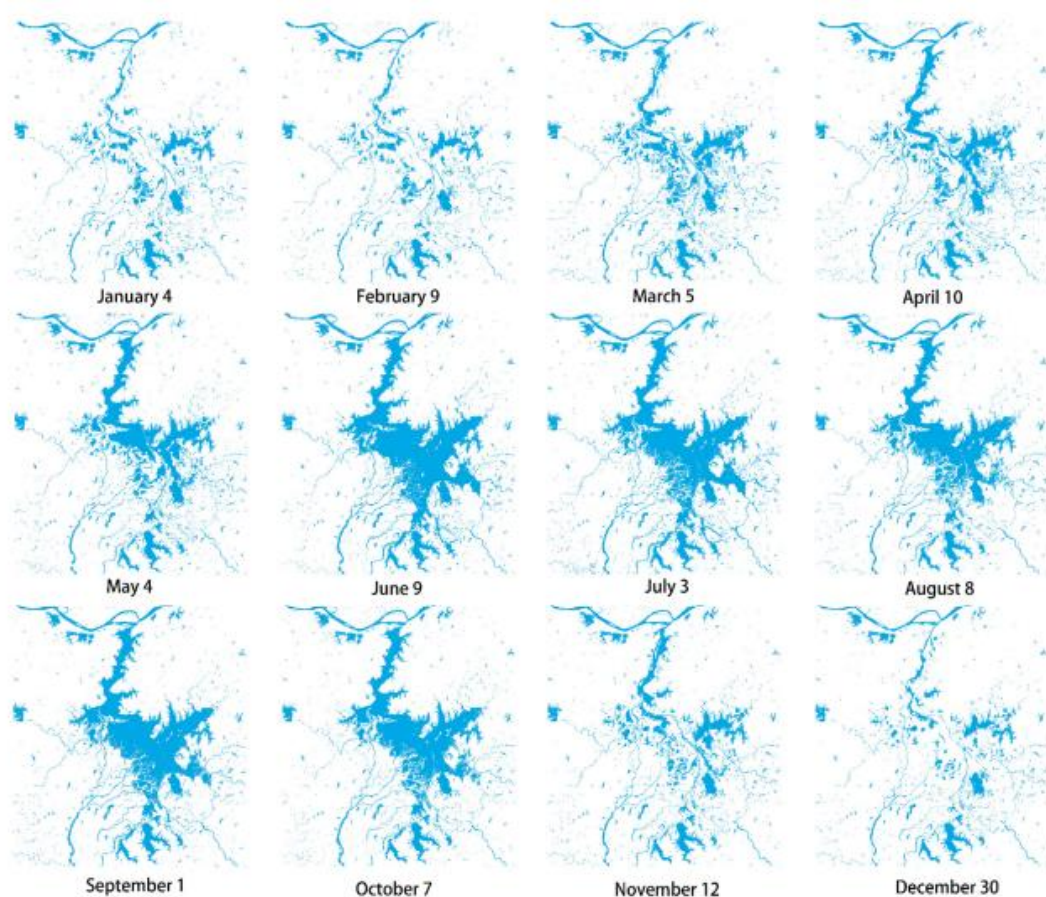 January 4
February 9
March 5
April 10
May 4
June 9
July 3
August 8
September 1
October 7
November 12
December 30